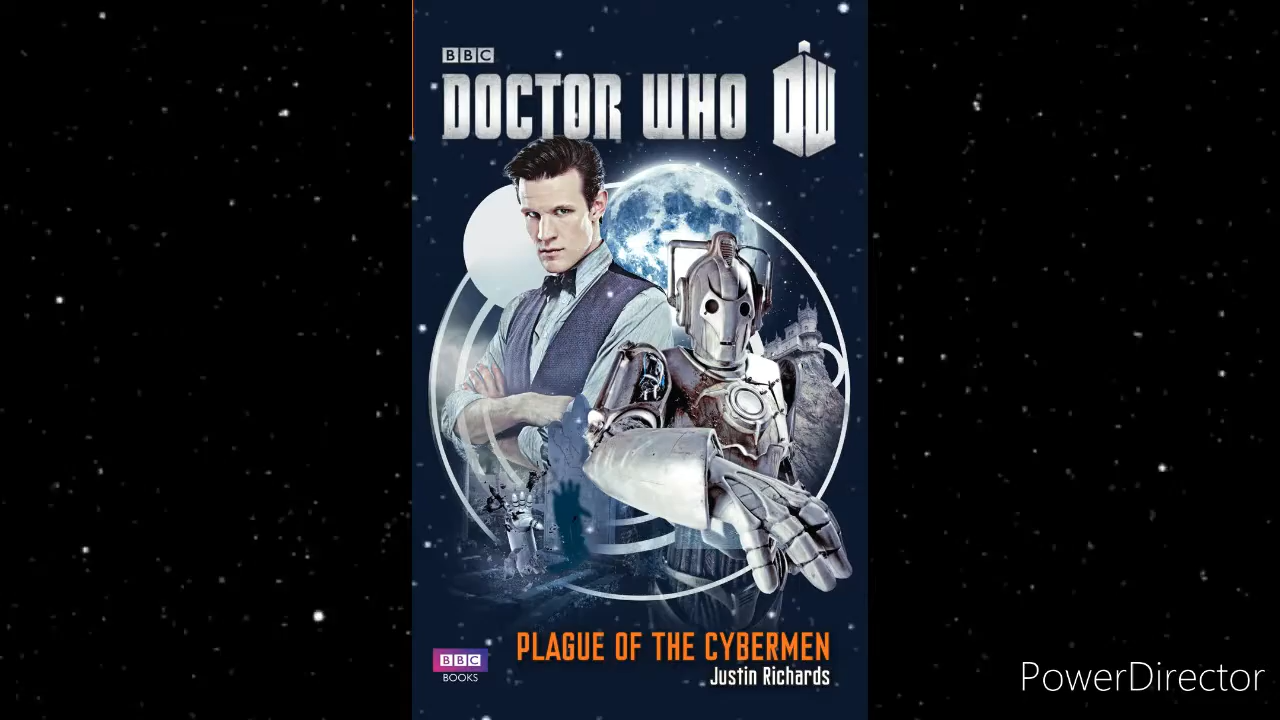 BBC
DOCTOR WHO
DW
PLAGUE OF THE CYBERMEN
Justin Richards
BBC
BOOKS
PowerDirector